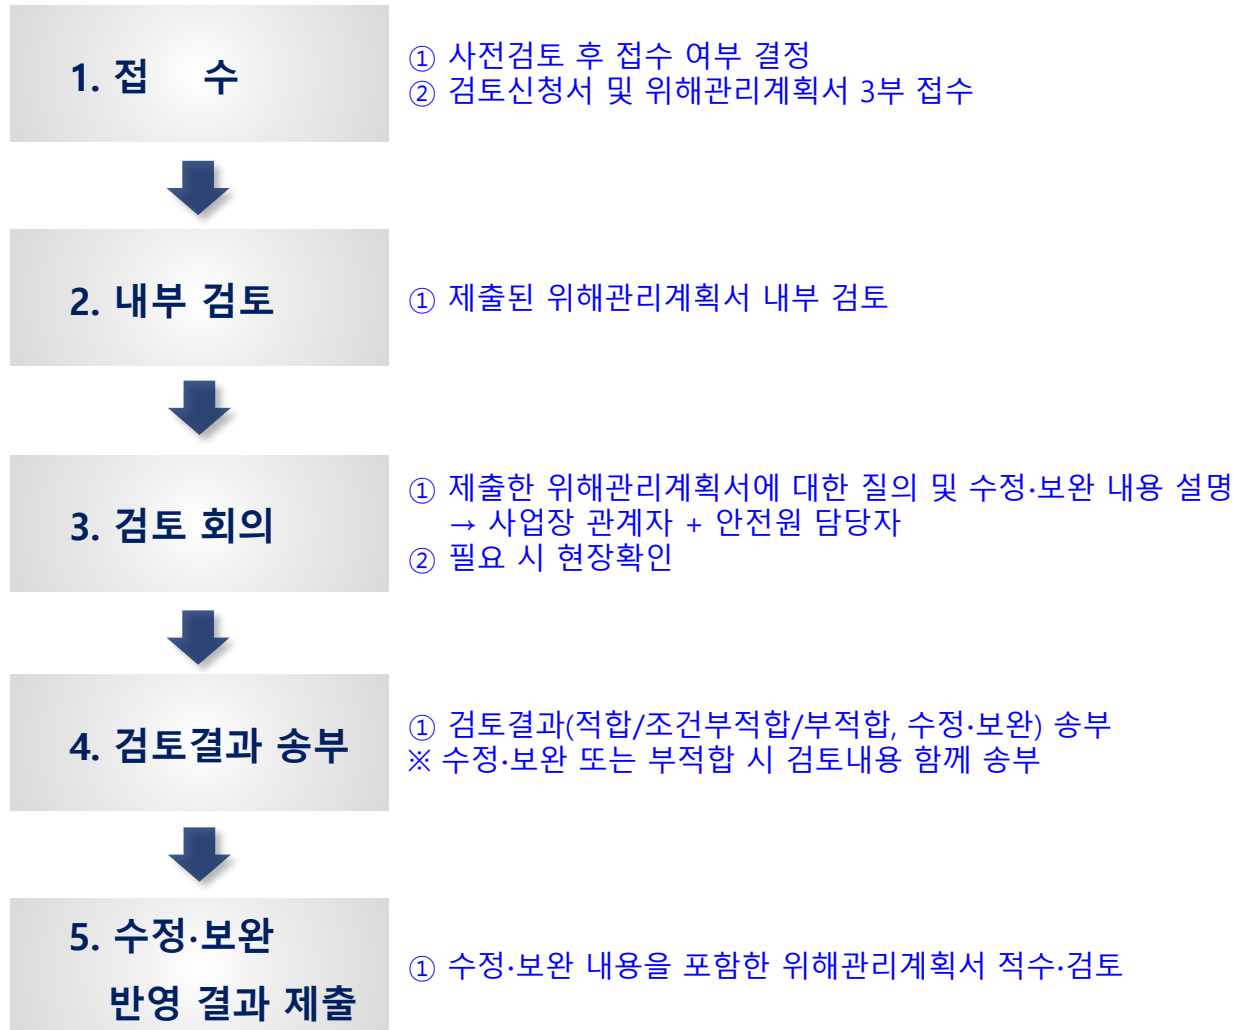 1. 접 수
① 사전검토 후 접수 여부 결정
② 검토신청서 및 위해관리계획서 3부 접수
2. 내부 검토
① 제출된 위해관리계획서 내부 검토
3. 검토 회의
① 제출한 위해관리계획서에 대한 질의 및 수정·보완 내용 설명
→ 사업장 관계자 + 안전원 담당자
② 필요 시 현장확인
4. 검토결과 송부
① 검토결과(적합/조건부적합/부적합, 수정·보완) 송부
※ 수정·보완 또는 부적합 시 검토내용 함께 송부
5. 수정·보완
반영 결과 제출
① 수정·보완 내용을 포함한 위해관리계획서 적수·검토